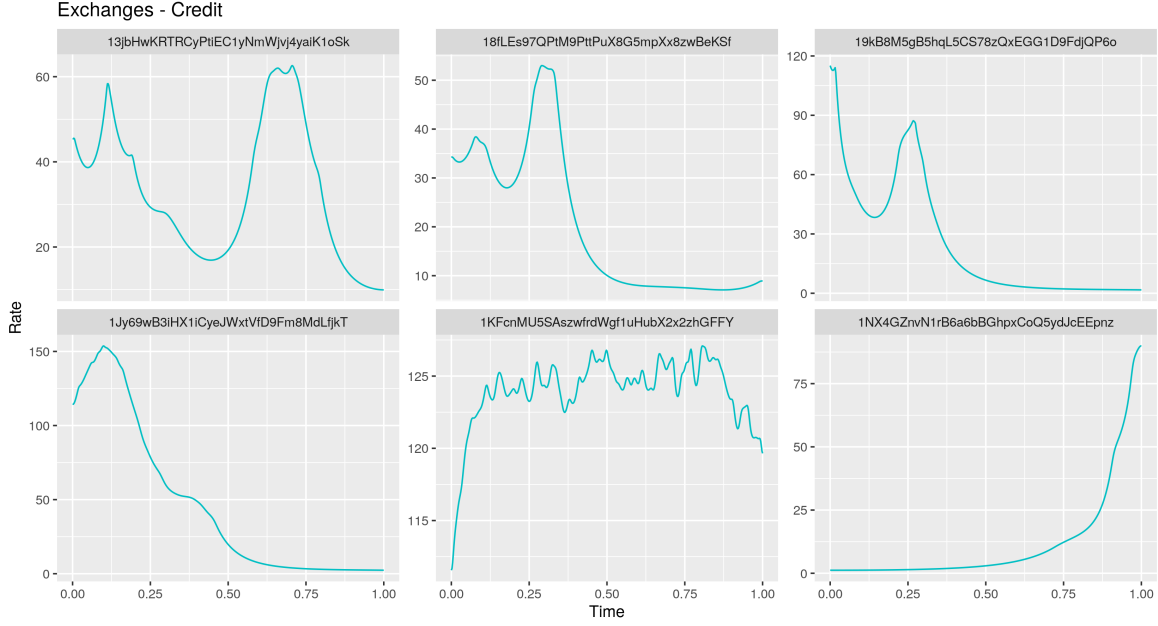 Exchanges - Credit
13jbHwKRTRCyPtiEC1yNmWjvj4yaiK1oSk
18fLEs97QPtM9PttPuX8G5mpXx8zwBeKSf
19kB8M5gB5hqL5CS78zQxEGG1D9FdjQP6o
60
40
20
50
40
30
20
10
120
90
60
30
0
Rate
1Jy69wB3iHX1iCyeJWxtVfD9Fm8MdLfjkT
1KFcnMU5SAszwfrdWgf1uHubX2x2zhGFFY
1NX4GZnvN1rB6a6bBGhpxCoQ5ydJcEEpnz
150
100
50
0
125
120
115
75
50
25
0
0.00 0.25 0.50 0.75 1.00
0.00 0.25 0.50 0.75 1.00
0.00 0.25 0.50 0.75 1.00
Time